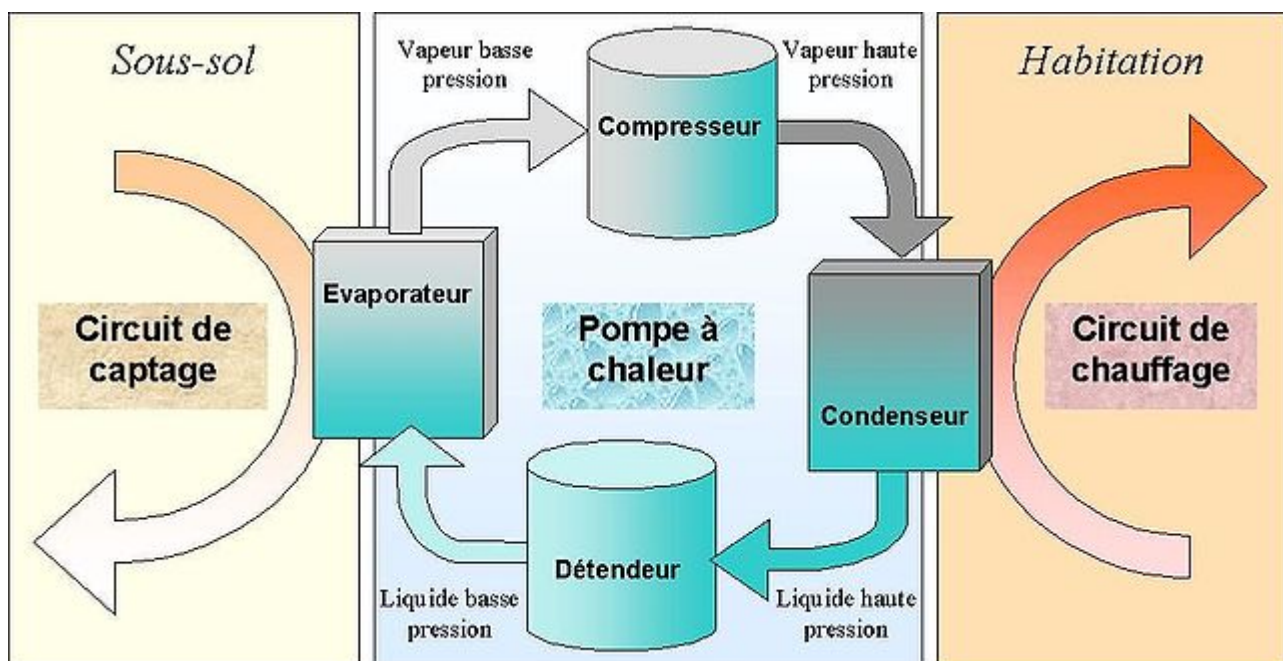 Sous-sol
Vapeur basse
pression
Compresseur
Vapeur haute
pression
Habitation
Evaporateur
Circuit de
captage
Pompe à
chaleur
Condenseur
Circuit de
chauffage
Liquide basse
pression
Détendeur
Liquide haute
pression